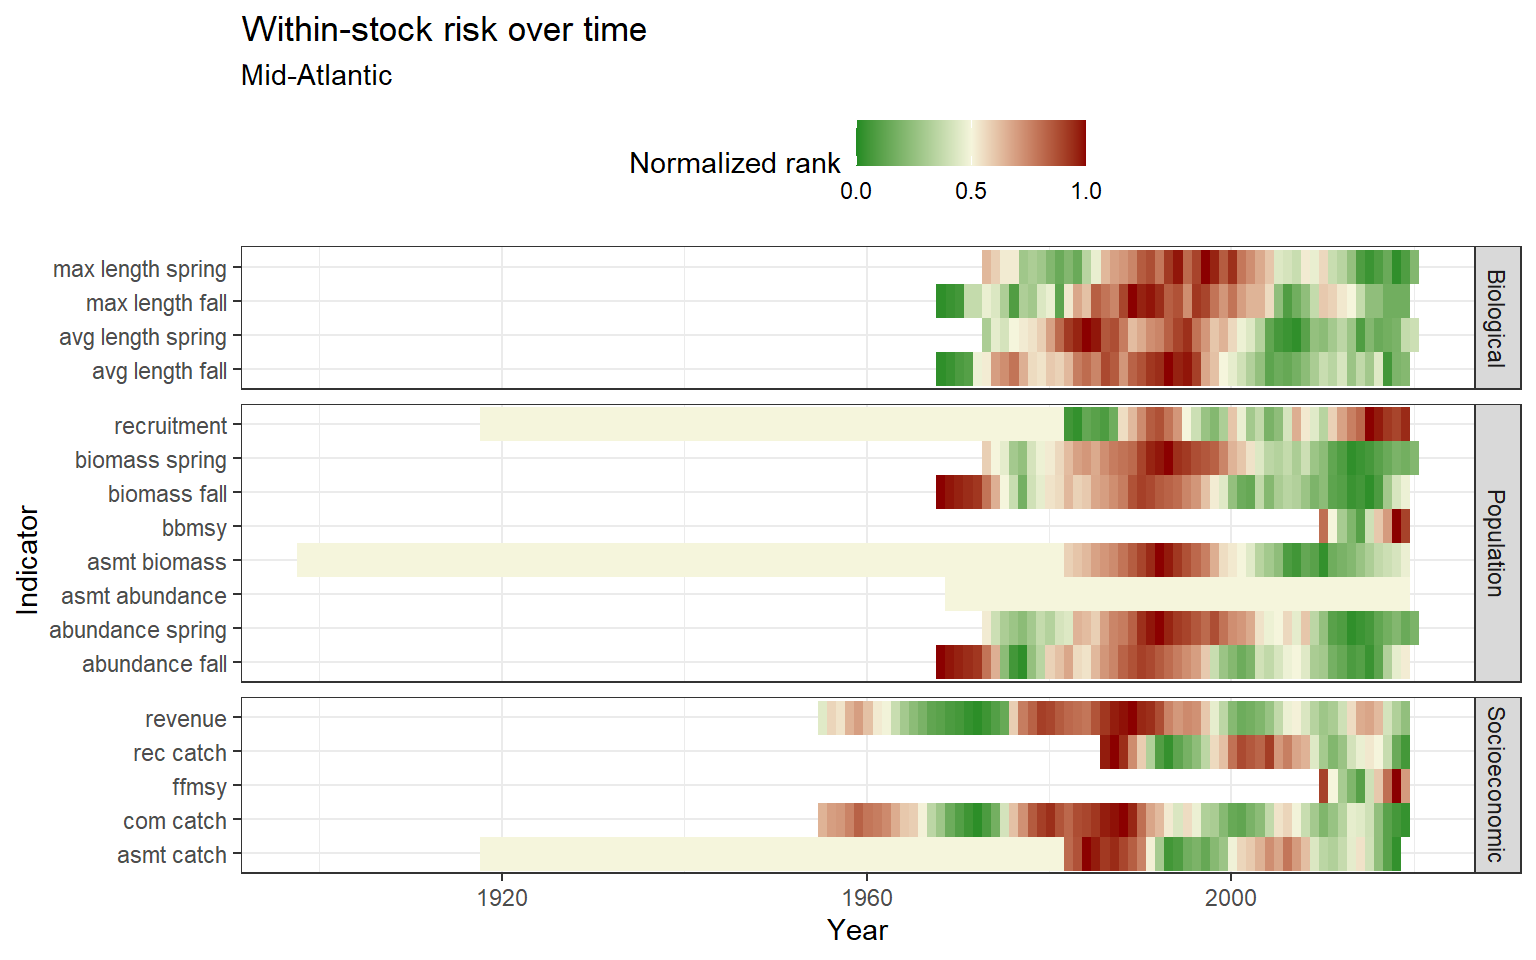 Within-stock risk over time
Mid-Atlantic
Normalized rank
0.0 0.5 1.0
Indicator
max length spring
max length fall
avg length spring
avg length fall
Biological
recruitment
biomass spring
biomass fall
bbmsy
asmt biomass
asmt abundance
abundance spring
abundance fall
Population
revenue
rec catch
ffmsy
com catch
asmt catch
Socioeconomic
1920 1960 2000
Year